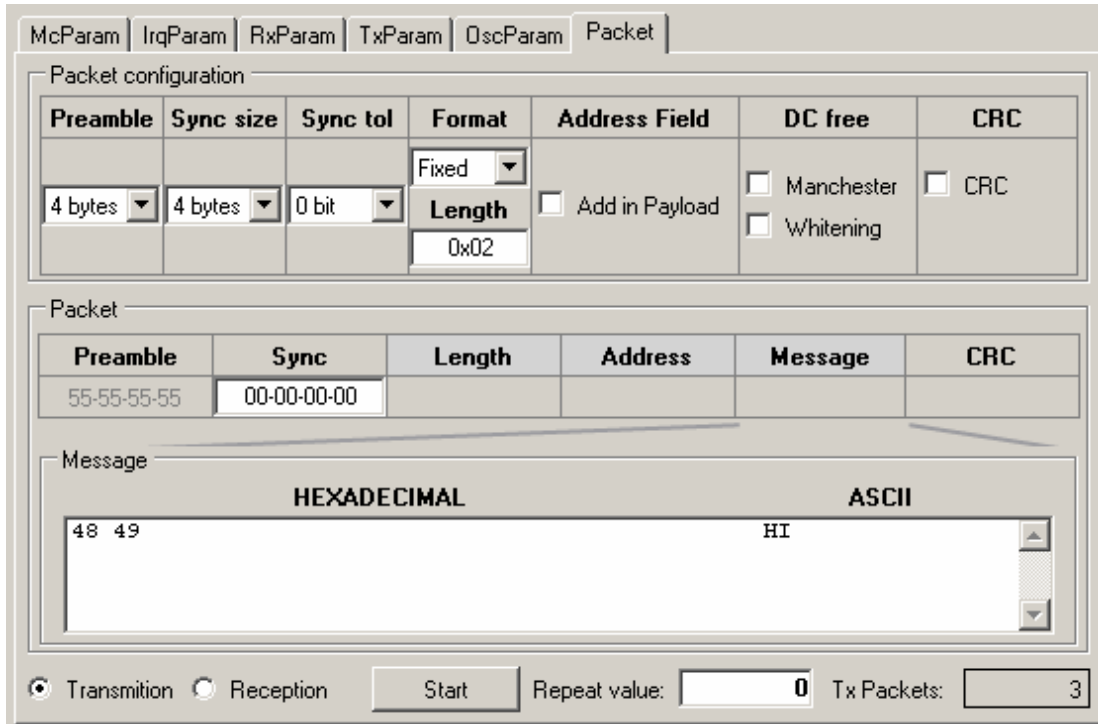 McParam IrqParam RxParam TxParam OscParam Packet
Packet configuration
Preamble Sync size Sync tol Format Address Field DC free CRC
Fixed
4 bytes 4 bytes 0 bit Length Add in Payload Manchester CRC
Whitening
0x02
Packet
Preamble Sync Length Address Message CRC
55-55-55-55 00-00-00-00
Message
HEXADECIMAL ASCII
48 49 HI
Transmition Reception Start Repeat value: 0 Tx Packets: 3